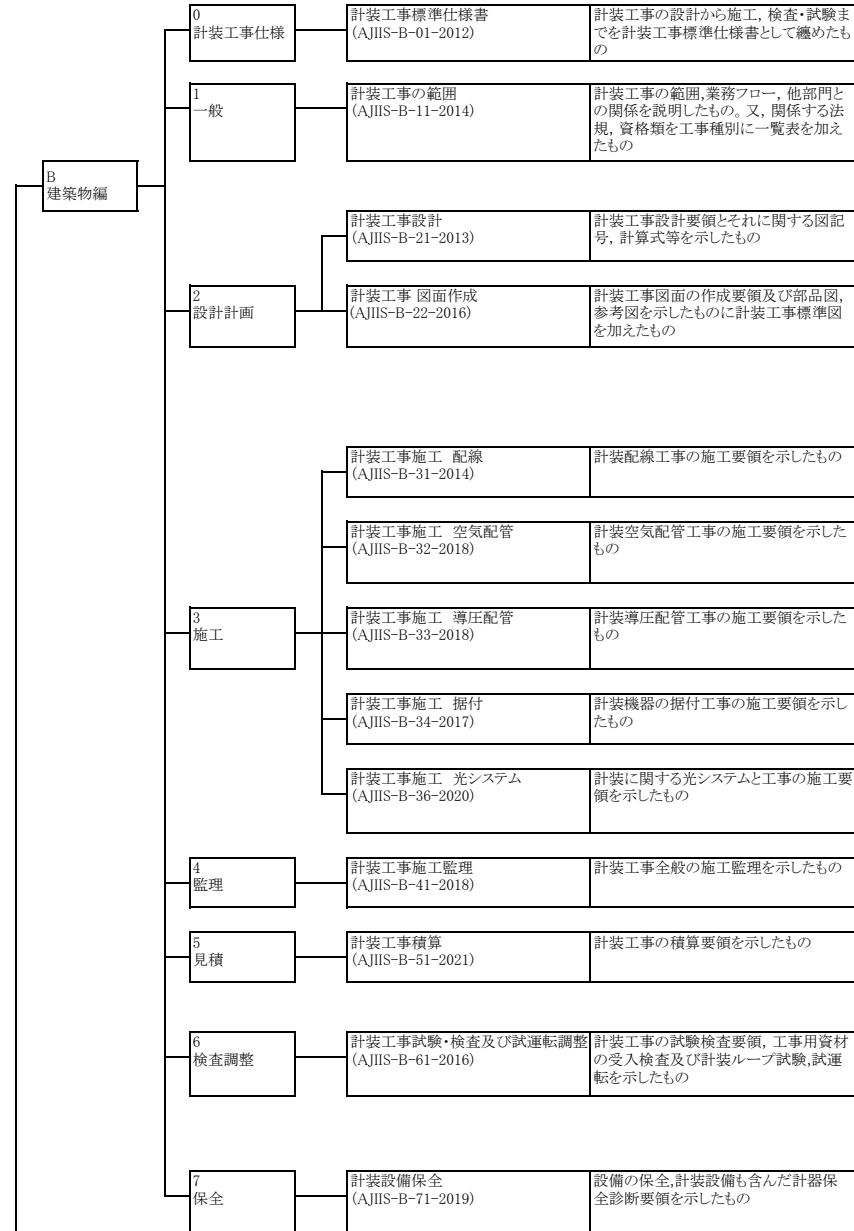 0
計装工事仕様
計装工事標準仕様書
(AJIIS-B-01-2012)
計装工事の設計から施工, 検査・試験ま
でを計装工事標準仕様書として纏めたも
の
1
一般
計装工事の範囲
(AJIIS-B-11-2014)
計装工事の範囲,業務フロー, 他部門と
の関係を説明したもの。又, 関係する法
規, 資格類を工事種別に一覧表を加え
たもの
B
建築物編
計装工事設計
(AJIIS-B-21-2013)
計装工事設計要領とそれに関する図記
号, 計算式等を示したもの
2
設計計画
計装工事 図面作成
(AJIIS-B-22-2016)
計装工事図面の作成要領及び部品図,
参考図を示したものに計装工事標準図
を加えたもの
計装工事施工 配線
(AJIIS-B-31-2014)
計装配線工事の施工要領を示したもの
計装工事施工 空気配管
(AJIIS-B-32-2018)
計装空気配管工事の施工要領を示した
もの
3
施工
計装工事施工 導圧配管
(AJIIS-B-33-2018)
計装導圧配管工事の施工要領を示した
もの
計装工事施工 据付
(AJIIS-B-34-2017)
計装機器の据付工事の施工要領を示し
たもの
計装工事施工 光システム
(AJIIS-B-36-2020)
計装に関する光システムと工事の施工要
領を示したもの
4
監理
計装工事施工監理
(AJIIS-B-41-2018)
計装工事全般の施工監理を示したもの
5
見積
計装工事積算
(AJIIS-B-51-2021)
計装工事の積算要領を示したもの
6
検査調整
計装工事試験・検査及び試運転調整
(AJIIS-B-61-2016)
計装工事の試験検査要領, 工事用資材
の受入検査及び計装ループ試験,試運
転を示したもの
7
保全
計装設備保全
(AJIIS-B-71-2019)
設備の保全,計装設備も含んだ計器保
全診断要領を示したもの